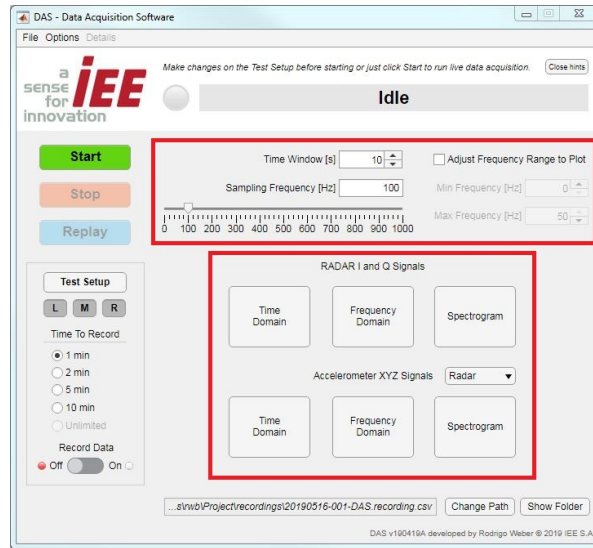 DAS - Data Acquisition Software
File Options Details
a
sense
for
innovation
iEE
Make changes on the Test Setup before starting or just click Start to run live data acquisition.
Close hints
Idle
Start
Stop
Replay
Time Window [s] 10
Adjust Frequency Range to Plot
Sampling Frequency [Hz] 100
Min Frequency [Hz] 0
Max Frequency [Hz] 50
0 100 200 300 400 500 600 700 800 900 1000
Test Setup
L M R
Time To Record
1 min
2 min
5 min
10 min
Unlimited
Record Data
Off On
RADAR I and Q Signals
Time
Domain
Frequency
Domain
Spectrogram
Accelerometer XYZ Signals Radar
Time
Domain
Frequency
Domain
Spectrogram
...s\rwb\Project\recordings\20190516-001-DAS.recording.csv
Change Path
Show Folder
DAS v190419A developed by Rodrigo Weber © 2019 IEE S.A